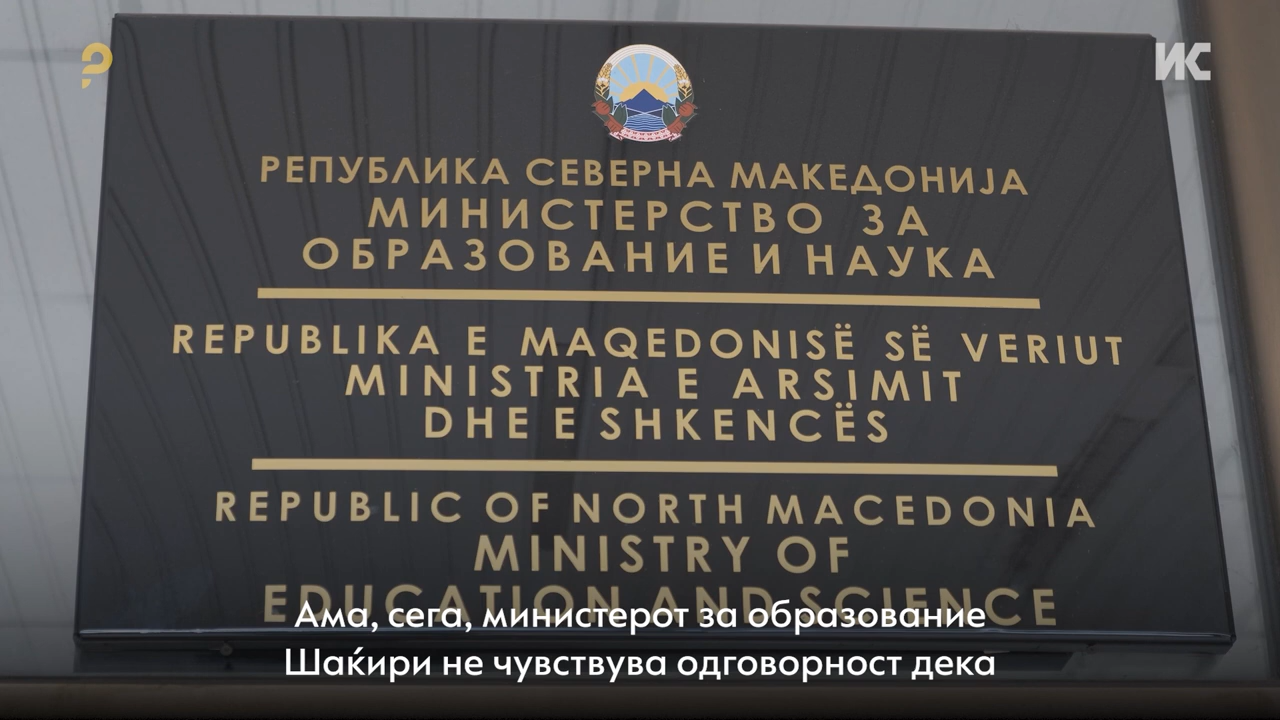 ИС
РЕПУБЛИКА СЕВЕРНА МАКЕДОНИЈА
МИНИСТЕРСТВО ЗА
ОБРАЗОВАНИЕ И НАУКА
REPUBLIKA E MAQEDONISË SË VERIUT
MINISTRIA E ARSIMIT
DHE E SHKENCËS
REPUBLIC OF NORTH MACEDONIA
MINISTRY OF
EDUCATION AND SCIENCE
Ама, сега, министерот за образование
Шаќири не чувствува одговорност дека